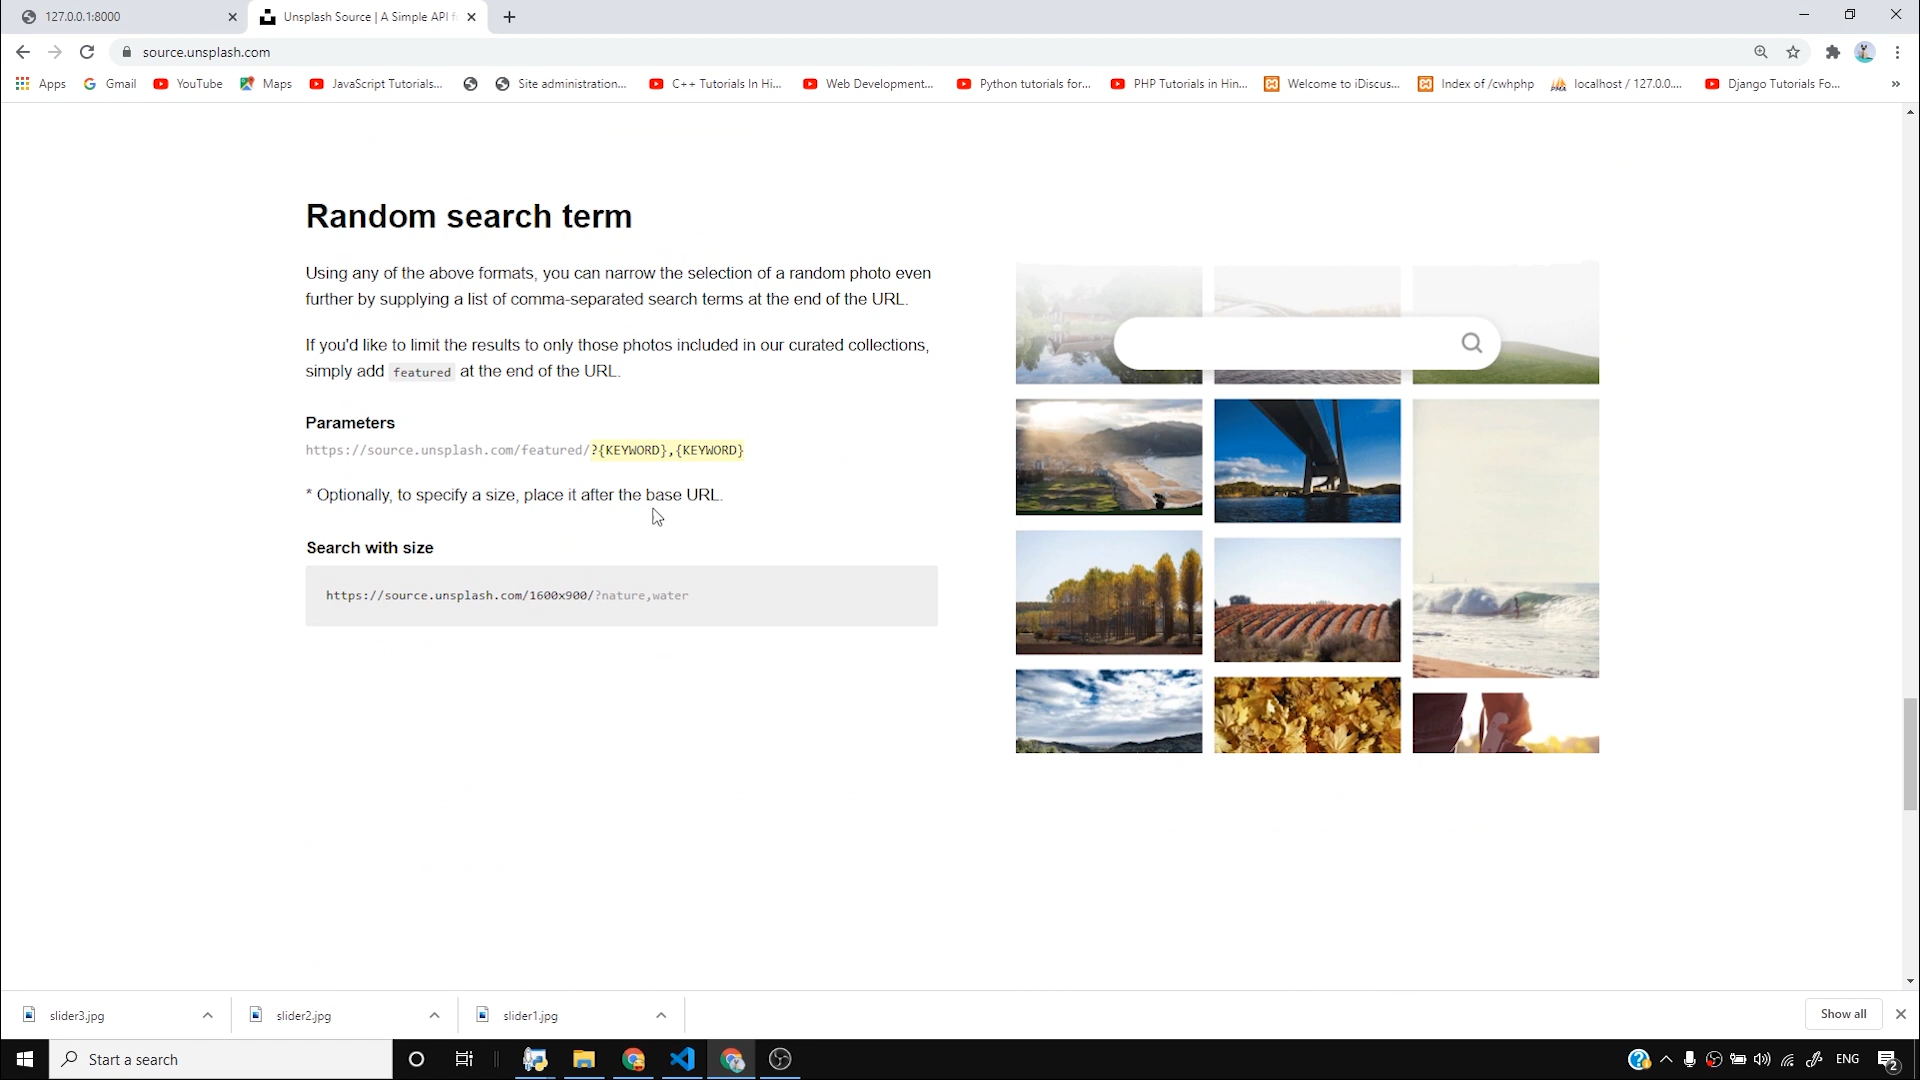 127.0.0.1:8000
Unsplash Source | A Simple API f
source.unsplash.com
Apps
Gmail
YouTube
Maps
JavaScript Tutorials...
Site administration...
C++ Tutorials In Hi...
Web Development...
Python tutorials for...
PHP Tutorials in Hin...
Welcome to iDiscus...
Index of /cwhphp
localhost / 127.0.0....
Django Tutorials Fo...
»
Random search term
Using any of the above formats, you can narrow the selection of a random photo even
further by supplying a list of comma-separated search terms at the end of the URL.
If you'd like to limit the results to only those photos included in our curated collections,
simply add featured at the end of the URL.
Parameters
https://source.unsplash.com/featured/?{KEYWORD},{KEYWORD}
* Optionally, to specify a size, place it after the base URL.
Search with size
https://source.unsplash.com/1600x900/?nature,water
slider3.jpg
slider2.jpg
slider1.jpg
Show all
Start a search
ENG
2